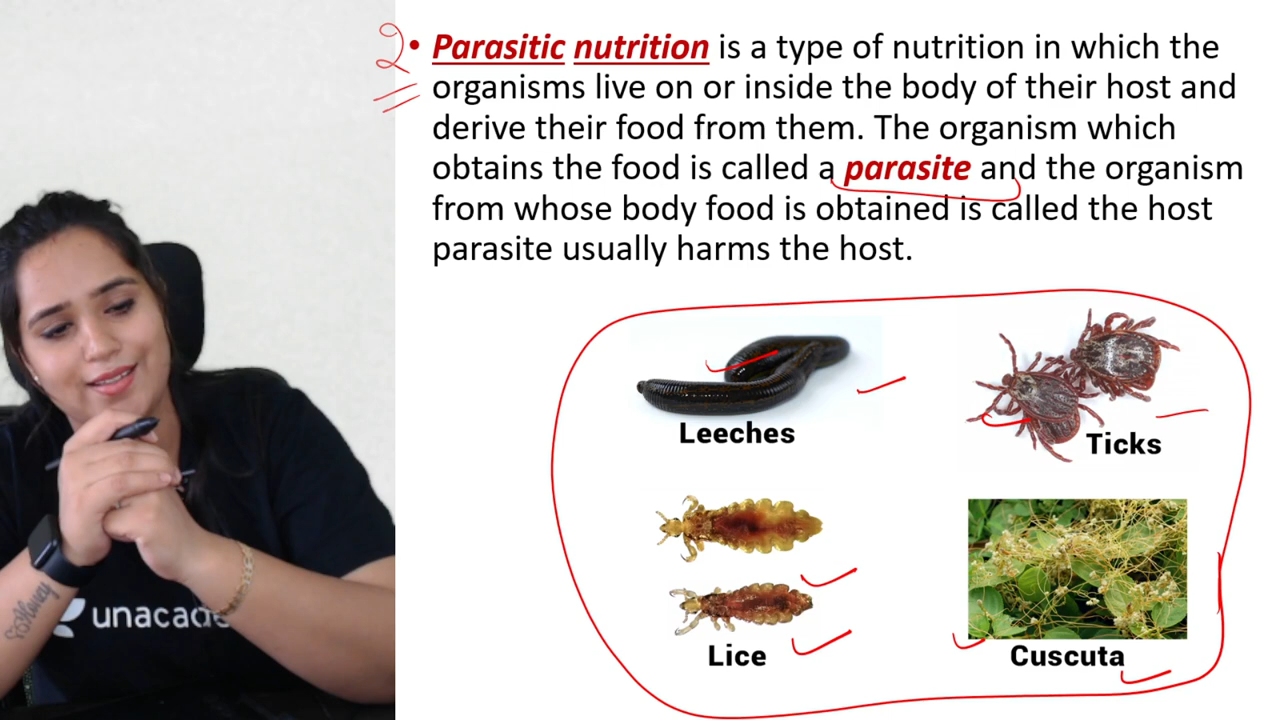 2
• Parasitic nutrition is a type of nutrition in which the
organisms live on or inside the body of their host and
derive their food from them. The organism which
obtains the food is called a parasite and the organism
from whose body food is obtained is called the host
parasite usually harms the host.
Leeches
Ticks
Lice
Cuscuta
unacade